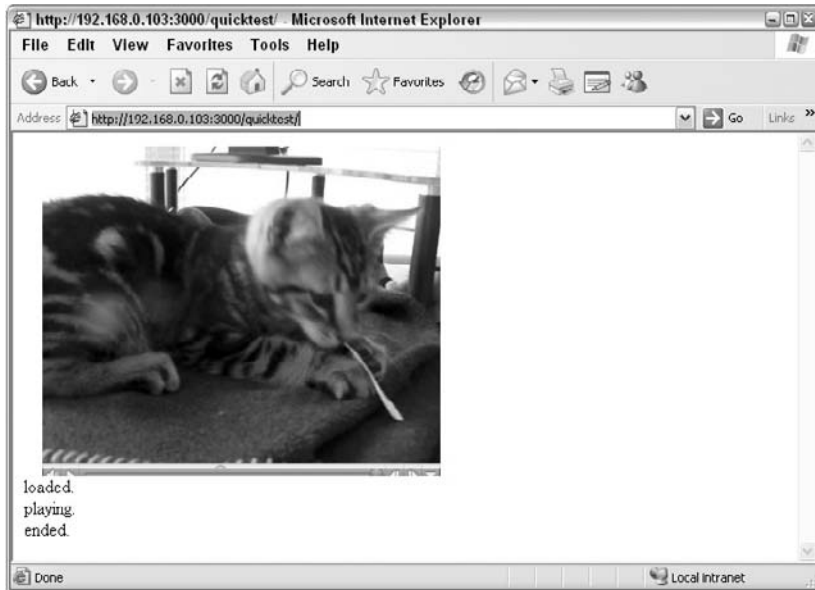 http://192.168.0.103:3000/quicktest/ - Microsoft Internet Explorer
File Edit View Favorites Tools Help
Back Search Favorites
Address http://192.168.0.103:3000/quicktest/ Go Links »
loaded.
playing.
ended.
Done Local intranet